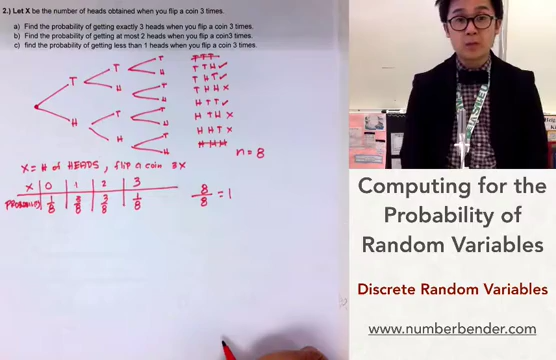 2.) Let X be the number of heads obtained when you flip a coin 3 times.
a) Find the probability of getting exactly 3 heads when you flip a coin 3 times.
b) Find the probability of getting at most 2 heads when you flip a coin3 times.
c) find the probability of getting less than 1 heads when you flip a coin 3 times.
T
H
T
H
T
H
T
H
T
H
T
H
T
H
TTT
TTH ✓
THT ✓
THH X
HTT ✓
HTH X
HHT X
HHH
n = 8
X = # of HEADS, flip a coin 3X
X 0 1 2 3
PROBABILITY 1/8 3/8 3/8 1/8
8/8 = 1
Computing for the
Probability of
Random Variables
Discrete Random Variables
www.numberbender.com